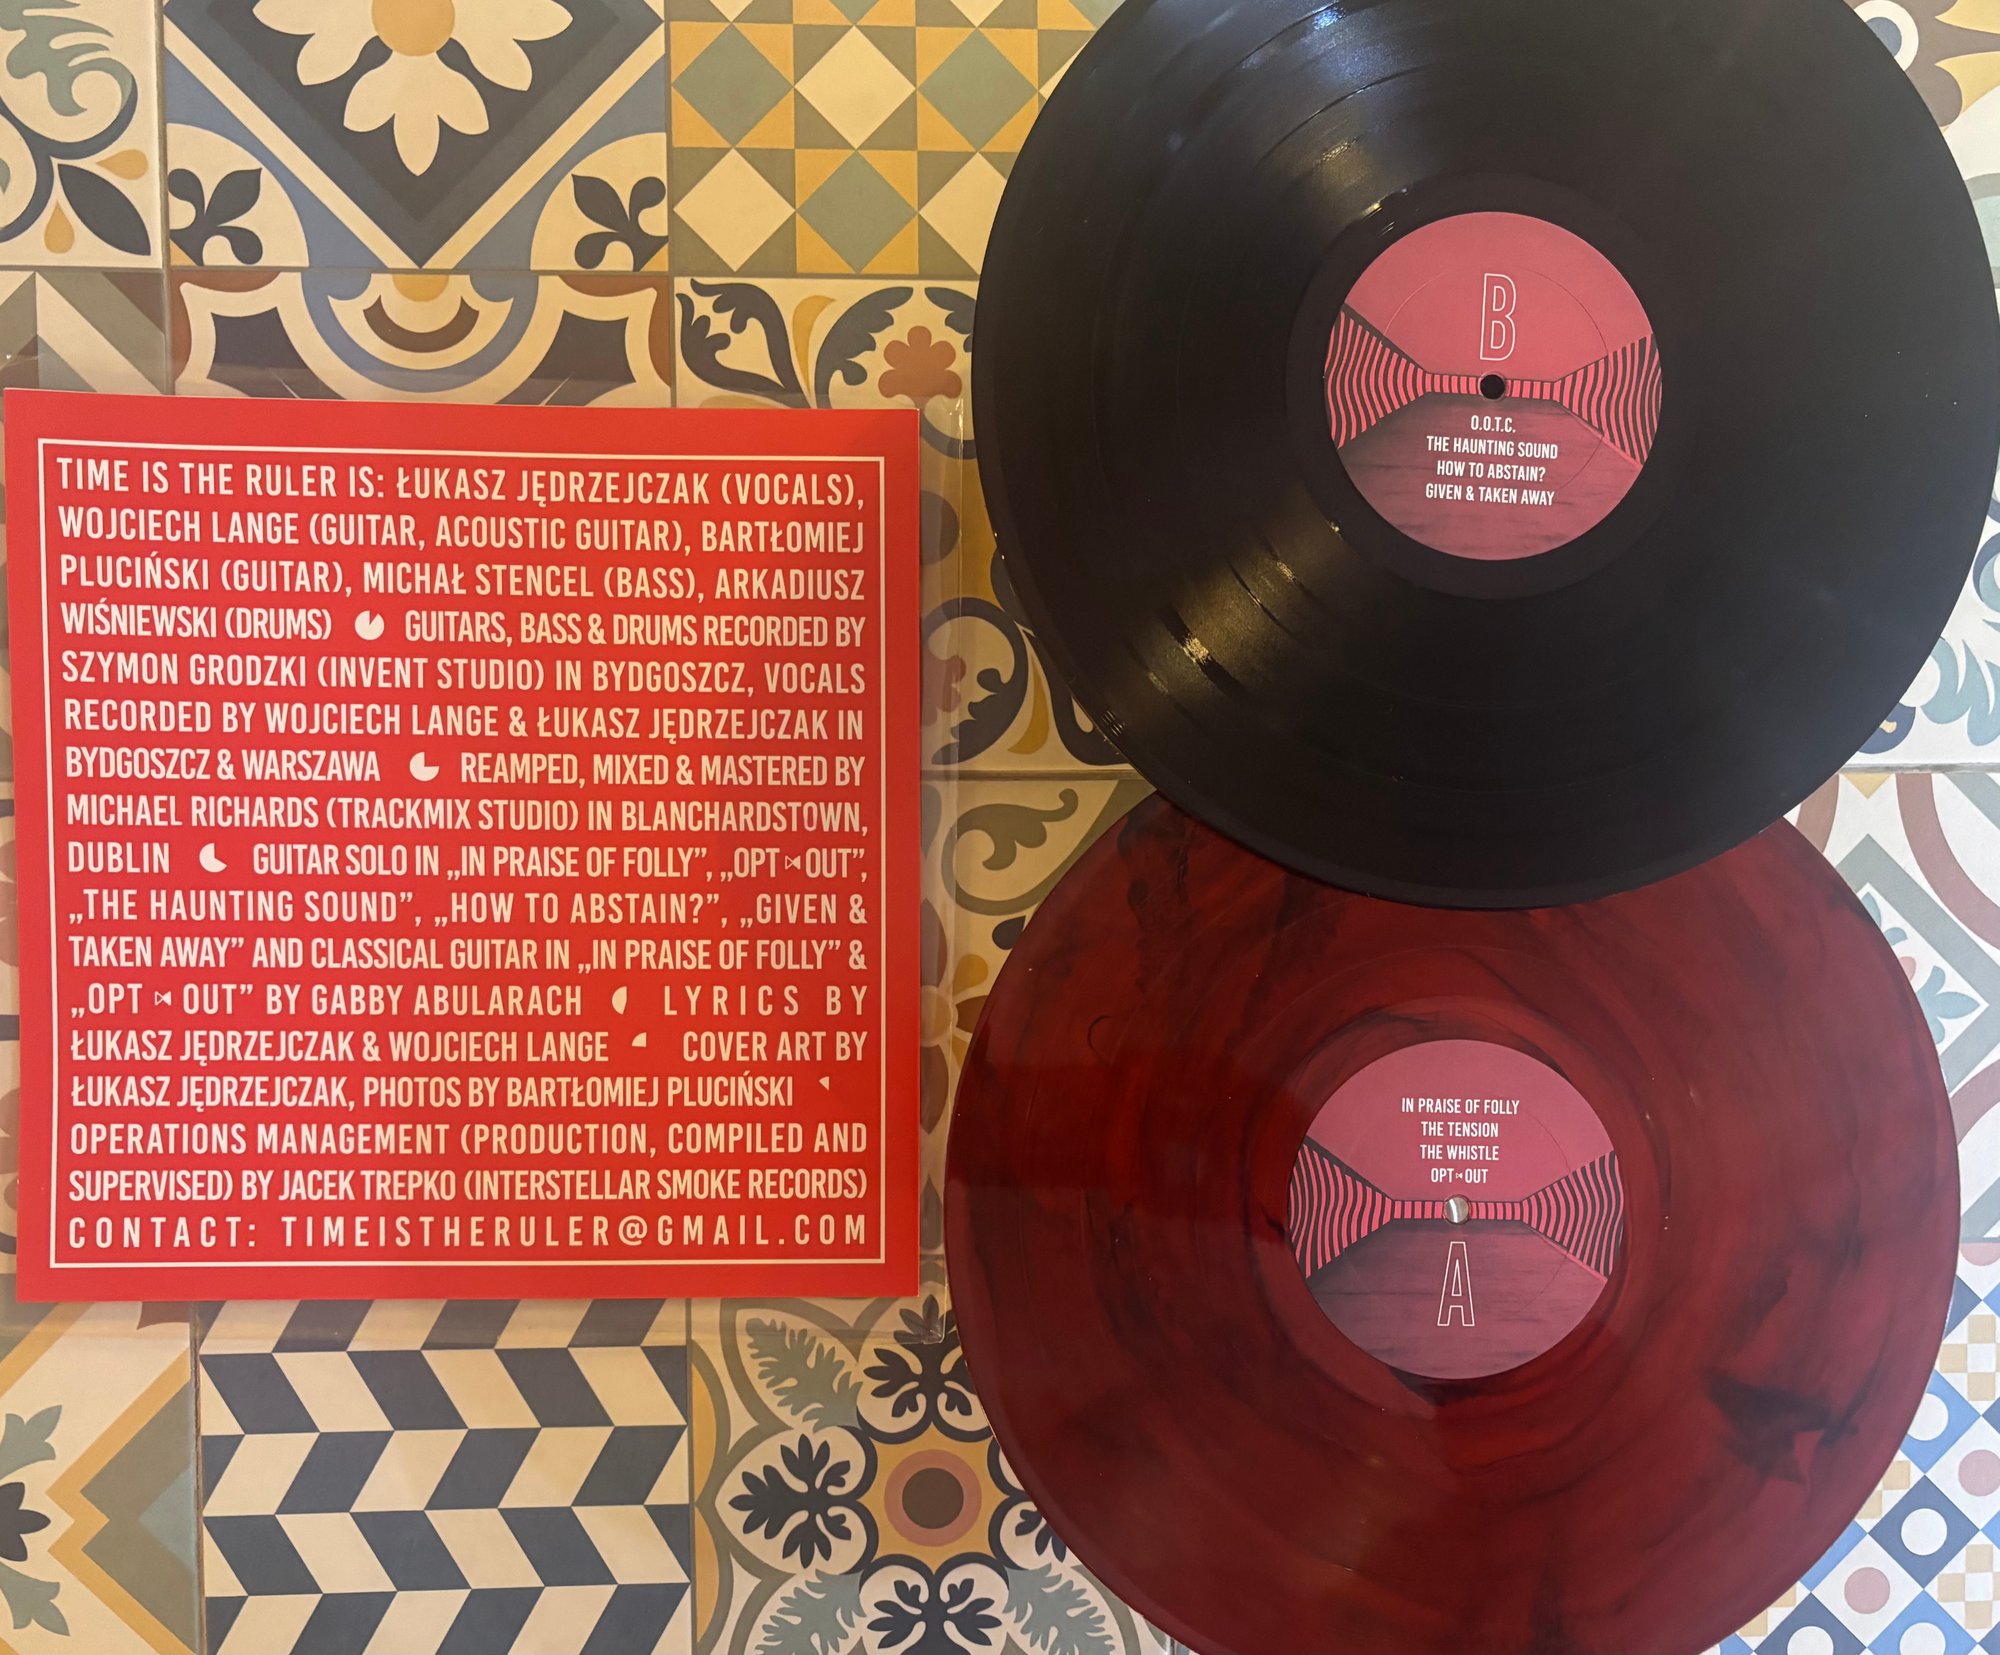 TIME IS THE RULER IS: ŁUKASZ JĘDRZEJCZAK (VOCALS),
WOJCIECH LANGE (GUITAR, ACOUSTIC GUITAR), BARTŁOMIEJ
PLUCIŃSKI (GUITAR), MICHAŁ STENCEL (BASS), ARKADIUSZ
WIŚNIEWSKI (DRUMS) GUITARS, BASS & DRUMS RECORDED BY
SZYMON GRODZKI (INVENT STUDIO) IN BYDGOSZCZ, VOCALS
RECORDED BY WOJCIECH LANGE & ŁUKASZ JĘDRZEJCZAK IN
BYDGOSZCZ & WARSZAWA REAMPED, MIXED & MASTERED BY
MICHAEL RICHARDS (TRACKMIX STUDIO) IN BLANCHARDSTOWN,
DUBLIN GUITAR SOLO IN „IN PRAISE OF FOLLY”, „OPT⋈OUT”,
„THE HAUNTING SOUND”, „HOW TO ABSTAIN?”, „GIVEN &
TAKEN AWAY” AND CLASSICAL GUITAR IN „IN PRAISE OF FOLLY” &
„OPT ⋈ OUT” BY GABBY ABULARACH LYRICS BY
ŁUKASZ JĘDRZEJCZAK & WOJCIECH LANGE COVER ART BY
ŁUKASZ JĘDRZEJCZAK, PHOTOS BY BARTŁOMIEJ PLUCIŃSKI
OPERATIONS MANAGEMENT (PRODUCTION, COMPILED AND
SUPERVISED) BY JACEK TREPKO (INTERSTELLAR SMOKE RECORDS)
CONTACT: TIMEISTHERULER@GMAIL.COM
B
O.O.T.C.
THE HAUNTING SOUND
HOW TO ABSTAIN?
GIVEN & TAKEN AWAY
IN PRAISE OF FOLLY
THE TENSION
THE WHISTLE
OPT⋈OUT
A